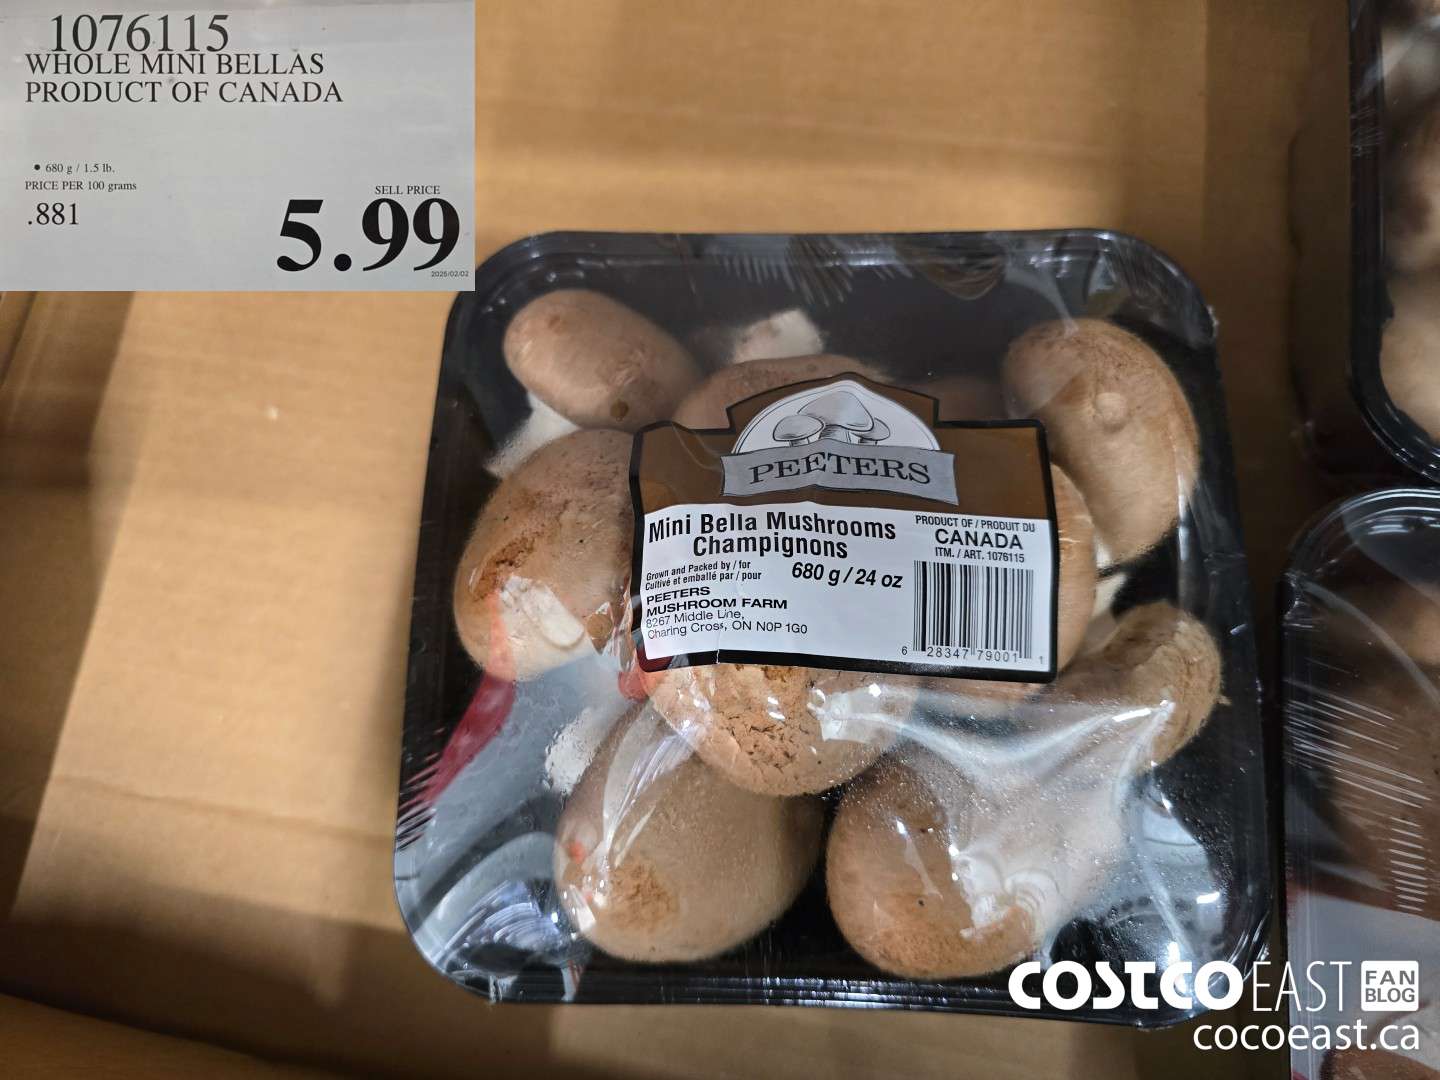 1076115
WHOLE MINI BELLAS
PRODUCT OF CANADA
• 680 g / 1.5 lb.
PRICE PER 100 grams
.881
SELL PRICE
5.99
2026/02/02
PEETERS
Mini Bella Mushrooms
Champignons
680 g / 24 oz
Grown and Packed by / for
Cultivé et emballé par / pour
PEETERS
MUSHROOM FARM
8267 Middle Line,
Charing Cross, ON N0P 1G0
PRODUCT OF / PRODUIT DU
CANADA
ITM. / ART. 1076115
6 28347 79001 1
COSTCO EAST FAN BLOG
cocoeast.ca